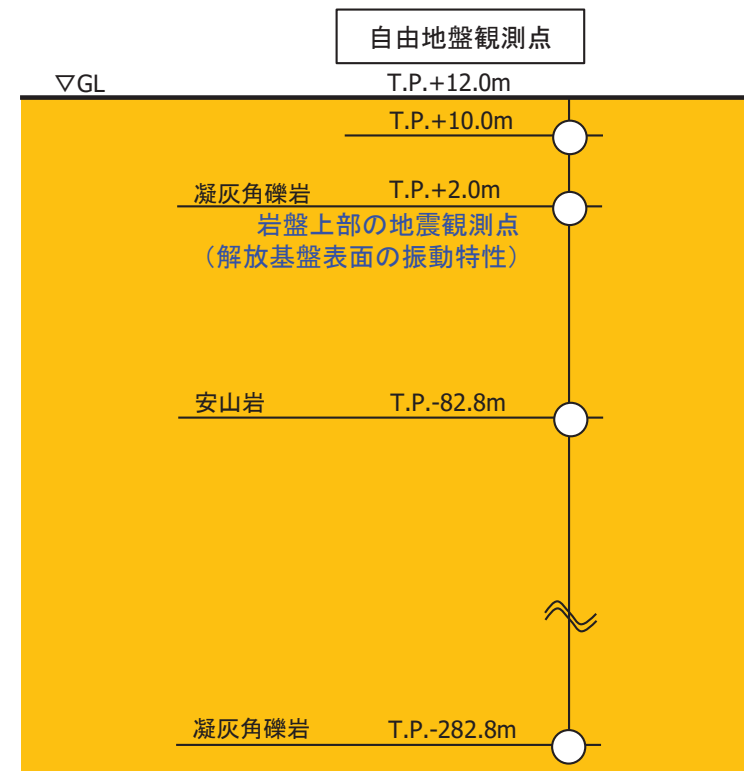 自由地盤観測点
▽GL T.P.+12.0m
T.P.+10.0m
凝灰角礫岩 T.P.+2.0m
岩盤上部の地震観測点
（解放基盤表面の振動特性）
安山岩 T.P.-82.8m
凝灰角礫岩 T.P.-282.8m